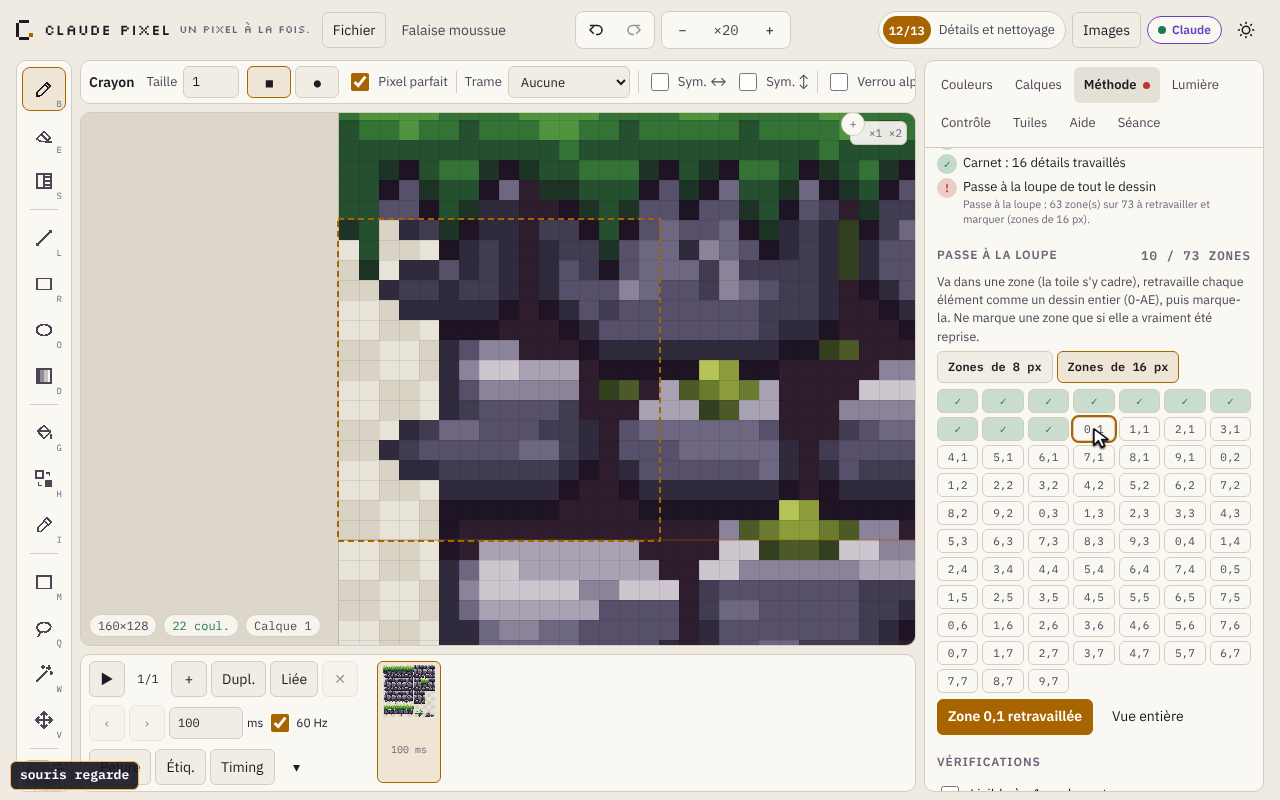 CLAUDE PIXEL UN PIXEL À LA FOIS. Fichier Falaise moussue − ×20 + 12/13 Détails et nettoyage Images Claude
Crayon Taille 1 Pixel parfait Trame Aucune Sym. ↔ Sym. ↕ Verrou alp
B
E
S
L
R
O
D
G
H
I
M
Q
W
V
+ ×1 ×2
160×128 22 coul. Calque 1
Couleurs Calques Méthode Lumière
Contrôle Tuiles Aide Séance
✓ Carnet : 16 détails travaillés
! Passe à la loupe de tout le dessin
Passe à la loupe : 63 zone(s) sur 73 à retravailler et
marquer (zones de 16 px).
PASSE À LA LOUPE 10 / 73 ZONES
Va dans une zone (la toile s'y cadre), retravaille chaque
élément comme un dessin entier (0-AE), puis marque-
la. Ne marque une zone que si elle a vraiment été
reprise.
Zones de 8 px Zones de 16 px
✓ ✓ ✓ ✓ ✓ ✓ ✓
✓ ✓ ✓ 0,1 1,1 2,1 3,1
4,1 5,1 6,1 7,1 8,1 9,1 0,2
1,2 2,2 3,2 4,2 5,2 6,2 7,2
8,2 9,2 0,3 1,3 2,3 3,3 4,3
5,3 6,3 7,3 8,3 9,3 0,4 1,4
2,4 3,4 4,4 5,4 6,4 7,4 0,5
1,5 2,5 3,5 4,5 5,5 6,5 7,5
0,6 1,6 2,6 3,6 4,6 5,6 7,6
0,7 1,7 2,7 3,7 4,7 5,7 6,7
7,7 8,7 9,7
Zone 0,1 retravaillée Vue entière
VÉRIFICATIONS
1/1 + Dupl. Liée ✕
‹ › 100 ms 60 Hz
Étiq. Timing ▼
100 ms
souris regarde